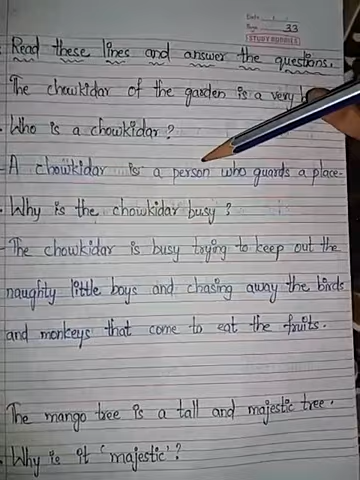 Date
Page 33
STUDY BUDDIES
Read these lines and answer the questions.
The chowkidar of the garden is a very b
Who is a chowkidar?
A chowkidar is a person who guards a place.
Why is the chowkidar busy?
The chowkidar is busy trying to keep out the
naughty little boys and chasing away the birds
and monkeys that come to eat the fruits.
The mango tree is a tall and majestic tree.
Why is it 'majestic'?